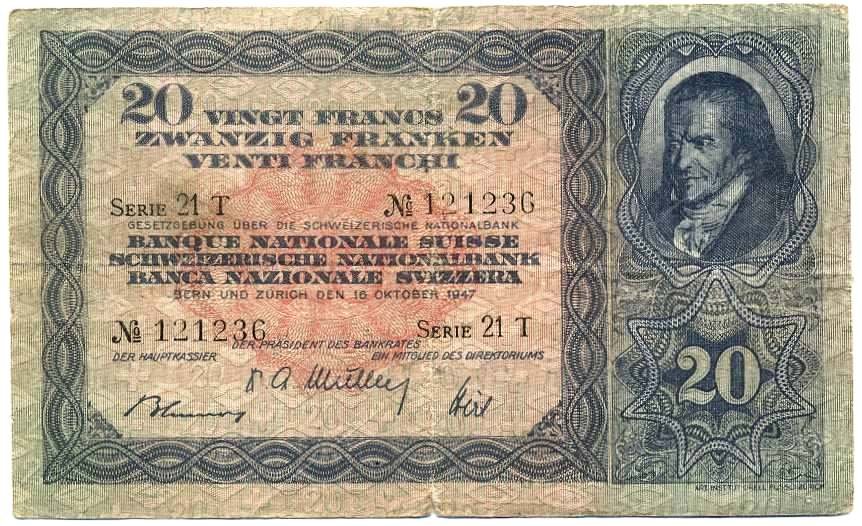 20 VINGT FRANCS 20
ZWANZIG FRANKEN
VENTI FRANCHI
SERIE 21 T № 121236
GESETZGEBUNG ÜBER DIE SCHWEIZERISCHE NATIONALBANK
BANQUE NATIONALE SUISSE
SCHWEIZERISCHE NATIONALBANK
BANCA NAZIONALE SVIZZERA
BERN UND ZÜRICH DEN 16 OKTOBER 1947
№ 121236 SERIE 21 T
DER PRÄSIDENT DES BANKRATES
DER HAUPTKASSIER EIN MITGLIED DES DIREKTORIUMS
20